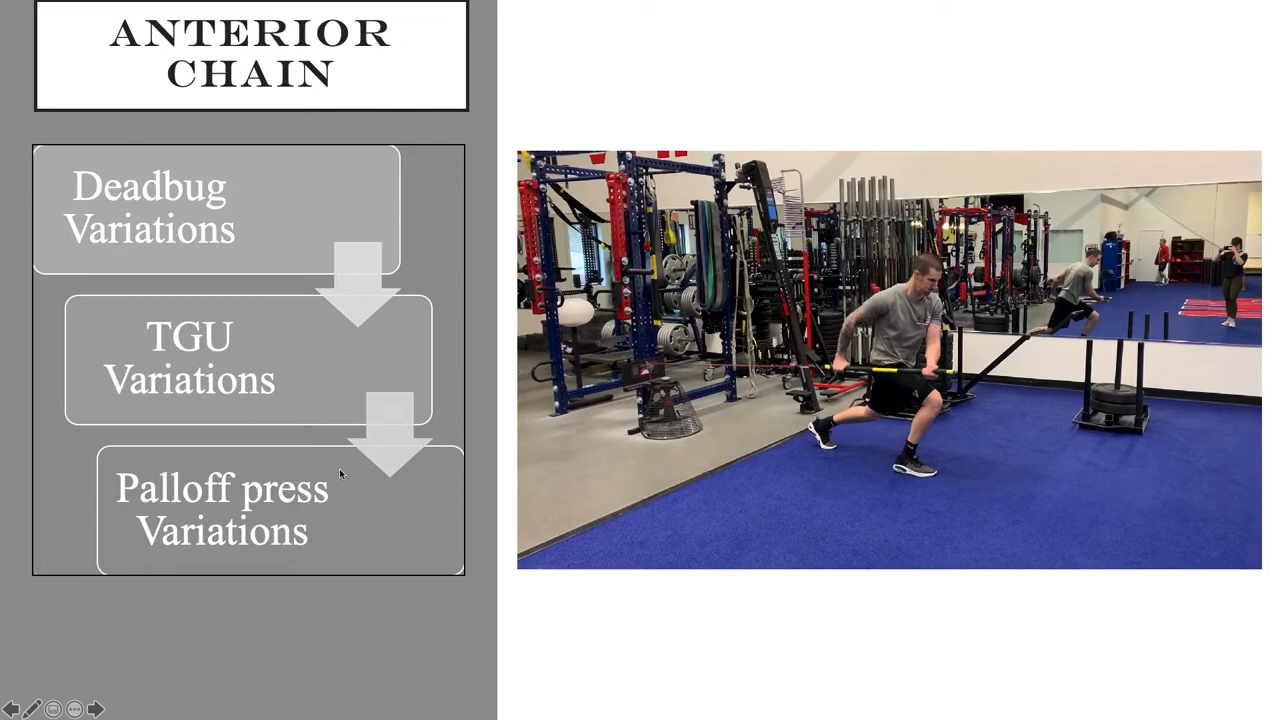 ANTERIOR
CHAIN
Deadbug
Variations
TGU
Variations
Palloff press
Variations